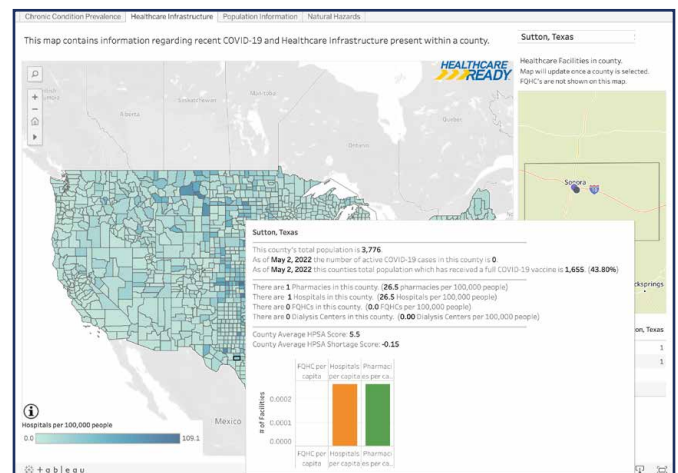 Chronic Condition Prevalence Healthcare Infrastructure Population Information Natural Hazards
This map contains information regarding recent COVID-19 and Healthcare Infrastructure present within a county.
Sutton, Texas
Healthcare Facilities in county.
Map will update once a county is selected.
FQHC's are not shown on this map.
HEALTHCARE
READY
Alberta
Saskatchewan
Manitoba
Ontario
Quebec
Sonora
Sutton, Texas
This county's total population is 3,776.
As of May 2, 2022 the number of active COVID-19 cases in this county is 0.
As of May 2, 2022 this counties total population which has received a full COVID-19 vaccine is 1,655. (43.80%)
There are 1 Pharmacies in this county. (26.5 pharmacies per 100,000 people)
There are 1 Hospitals in this county. (26.5 Hospitals per 100,000 people)
There are 0 FQHCs in this county. (0.0 FQHCs per 100,000 people)
There are 0 Dialysis Centers in this county. (0.00 Dialysis Centers per 100,000 people)
County Average HPSA Score: 5.5
County Average HPSA Shortage Score: -0.15
cksprings
on, Texas
1
1
FQHC per capita
Hospitals per capita
Pharmaci es per ca..
# of Facilities
0.0002
0.0001
0.0000
FQHC per capita
Hospitals per capita
Pharmaci es per ca..
Mexico
Hospitals per 100,000 people
0.0
109.1
+ a b l e a u